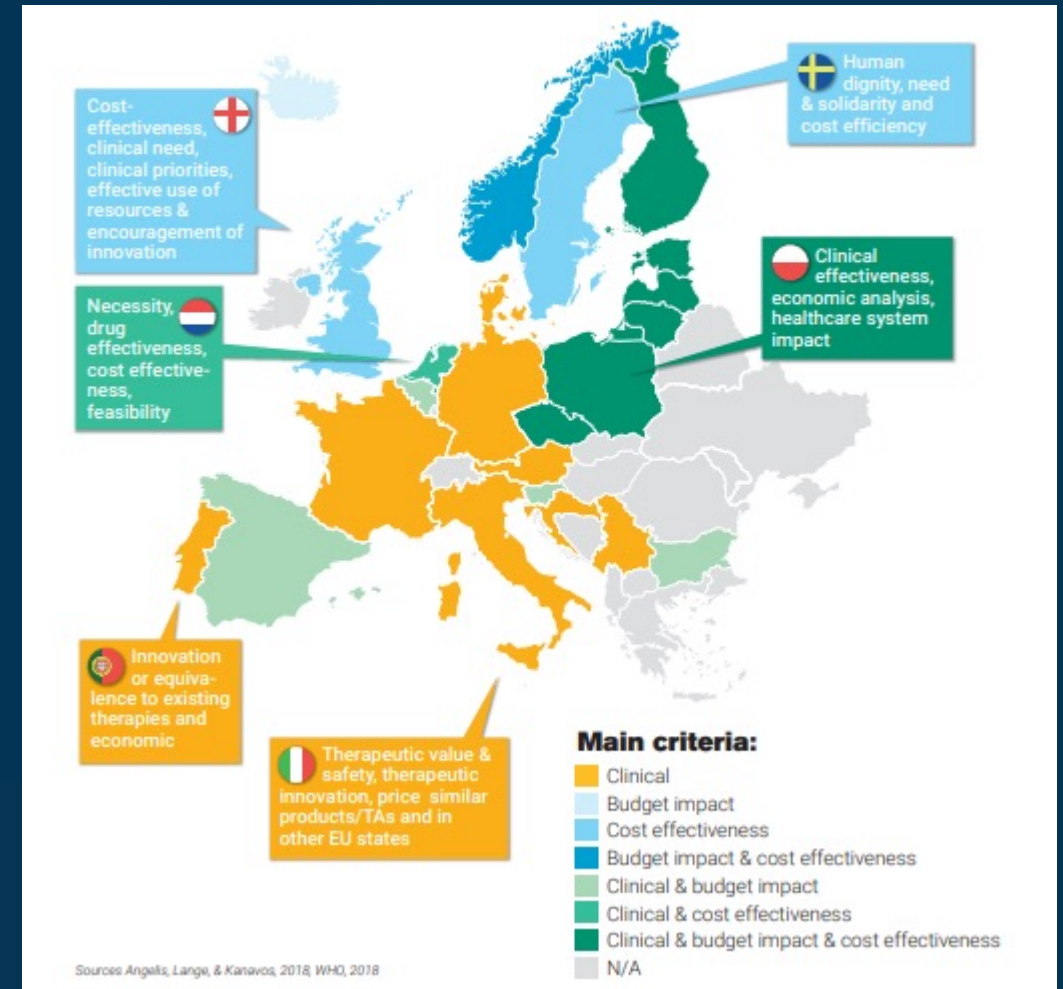 Cost-
effectiveness,
clinical need,
clinical priorities,
effective use of
resources &
encouragement of
innovation
Human
dignity, need
& solidarity and
cost efficiency
Necessity,
drug
effectiveness,
cost effective-
ness,
feasibility
Clinical
effectiveness,
economic analysis,
healthcare system
impact
Innovation
or equiva-
lence to existing
therapies and
economic
Therapeutic value &
safety, therapeutic
innovation, price similar
products/TAs and in
other EU states
Main criteria:
Clinical
Budget impact
Cost effectiveness
Budget impact & cost effectiveness
Clinical & budget impact
Clinical & cost effectiveness
Clinical & budget impact & cost effectiveness
N/A
Sources Angelis, Lange, & Kanavos, 2018, WHO, 2018